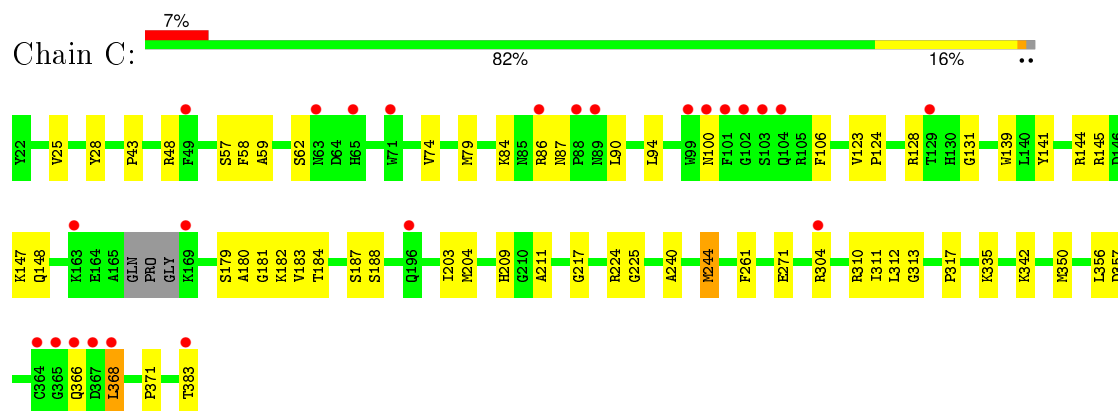 7%
Chain C:
82% 16% ••
Y22 V25 Y28 P43 R48 F49 S57 F58 A59 S62 N63 D64 H65 W71 V74 M79 K84 N85 R86 N87 P88 N89 L90 L94 W99 N100 F101 G102 S103 Q104 R105 F106 V123 P124 R128 T129 H130 G131 W139 L140 Y141 R144 R145
K147 Q148 K163 E164 A165 GLN PRO GLY K169 S179 A180 G181 K182 V183 T184 S187 S188 Q196 I203 M204 H209 G210 A211 G217 R224 G225 A240 M244 F261 E271 R304 R310 I311 L312 G313 P317 K335 K342 M350 L356
C364 G365 Q366 D367 L368 P371 T383